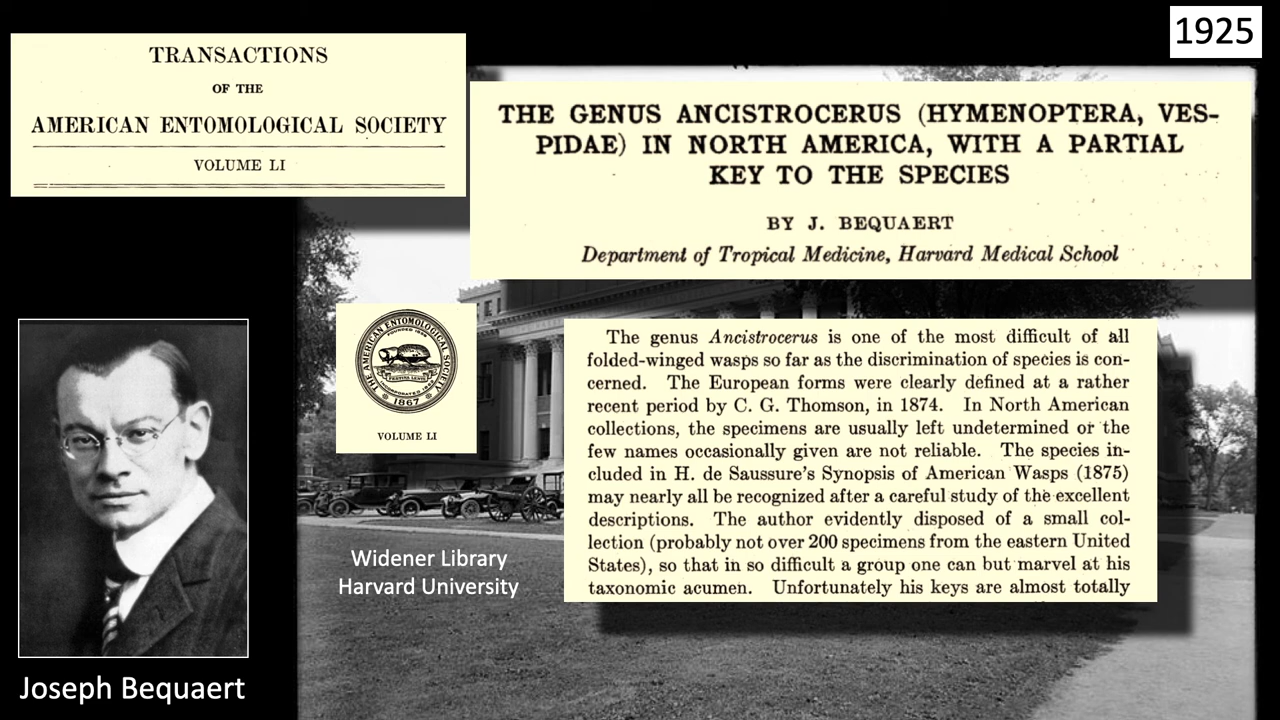 1925
TRANSACTIONS
OF THE
AMERICAN ENTOMOLOGICAL SOCIETY
VOLUME LI
THE GENUS ANCISTROCERUS (HYMENOPTERA, VES-
PIDAE) IN NORTH AMERICA, WITH A PARTIAL
KEY TO THE SPECIES
BY J. BEQUAERT
Department of Tropical Medicine, Harvard Medical School
THE AMERICAN ENTOMOLOGICAL SOCIETY
1867
VOLUME LI
The genus Ancistrocerus is one of the most difficult of all
folded-winged wasps so far as the discrimination of species is con-
cerned. The European forms were clearly defined at a rather
recent period by C. G. Thomson, in 1874. In North American
collections, the specimens are usually left undetermined or the
few names occasionally given are not reliable. The species in-
cluded in H. de Saussure's Synopsis of American Wasps (1875)
may nearly all be recognized after a careful study of the excellent
descriptions. The author evidently disposed of a small col-
lection (probably not over 200 specimens from the eastern United
States), so that in so difficult a group one can but marvel at his
taxonomic acumen. Unfortunately his keys are almost totally
Widener Library
Harvard University
Joseph Bequaert